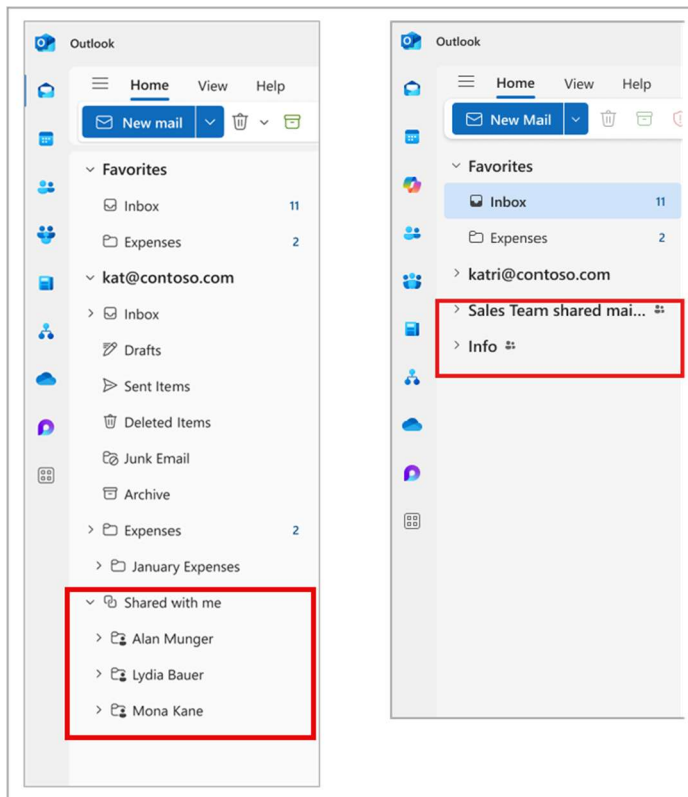 Outlook
Home View Help
New mail
Favorites
Inbox 11
Expenses 2
kat@contoso.com
Inbox
Drafts
Sent Items
Deleted Items
Junk Email
Archive
Expenses 2
January Expenses
Shared with me
Alan Munger
Lydia Bauer
Mona Kane
Outlook
Home View Help
New Mail
Favorites
Inbox 11
Expenses 2
katri@contoso.com
Sales Team shared mai...
Info